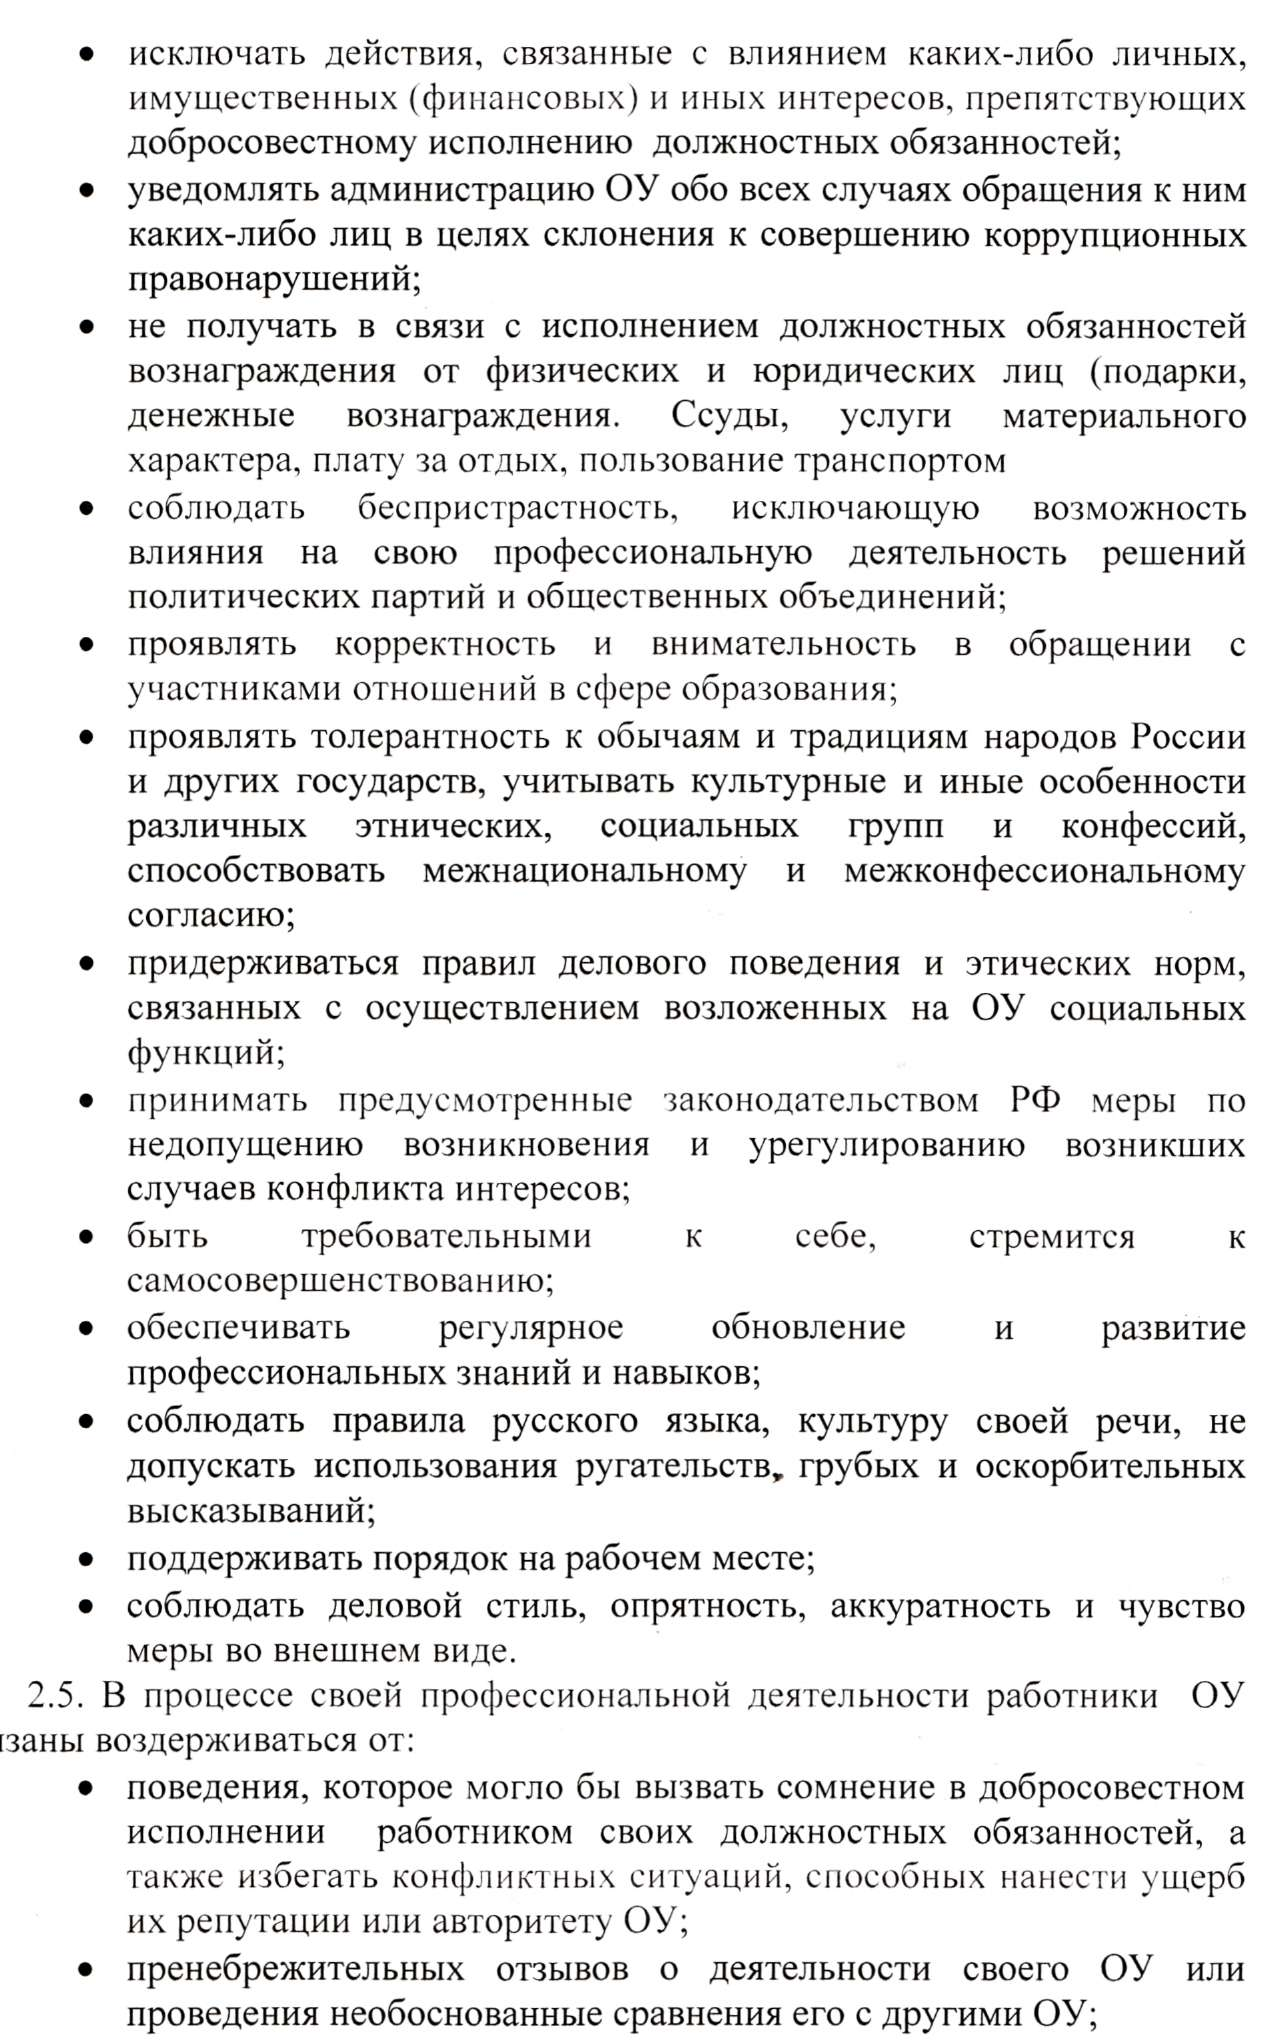 • исключать действия, связанные с влиянием каких-либо личных,
имущественных (финансовых) и иных интересов, препятствующих
добросовестному исполнению должностных обязанностей;
• уведомлять администрацию ОУ обо всех случаях обращения к ним
каких-либо лиц в целях склонения к совершению коррупционных
правонарушений;
• не получать в связи с исполнением должностных обязанностей
вознаграждения от физических и юридических лиц (подарки,
денежные вознаграждения. Ссуды, услуги материального
характера, плату за отдых, пользование транспортом
• соблюдать беспристрастность, исключающую возможность
влияния на свою профессиональную деятельность решений
политических партий и общественных объединений;
• проявлять корректность и внимательность в обращении с
участниками отношений в сфере образования;
• проявлять толерантность к обычаям и традициям народов России
и других государств, учитывать культурные и иные особенности
различных этнических, социальных групп и конфессий,
способствовать межнациональному и межконфессиональному
согласию;
• придерживаться правил делового поведения и этических норм,
связанных с осуществлением возложенных на ОУ социальных
функций;
• принимать предусмотренные законодательством РФ меры по
недопущению возникновения и урегулированию возникших
случаев конфликта интересов;
• быть требовательными к себе, стремится к
самосовершенствованию;
• обеспечивать регулярное обновление и развитие
профессиональных знаний и навыков;
• соблюдать правила русского языка, культуру своей речи, не
допускать использования ругательств, грубых и оскорбительных
высказываний;
• поддерживать порядок на рабочем месте;
• соблюдать деловой стиль, опрятность, аккуратность и чувство
меры во внешнем виде.
2.5. В процессе своей профессиональной деятельности работники ОУ
язаны воздерживаться от:
• поведения, которое могло бы вызвать сомнение в добросовестном
исполнении работником своих должностных обязанностей, а
также избегать конфликтных ситуаций, способных нанести ущерб
их репутации или авторитету ОУ;
• пренебрежительных отзывов о деятельности своего ОУ или
проведения необоснованные сравнения его с другими ОУ;